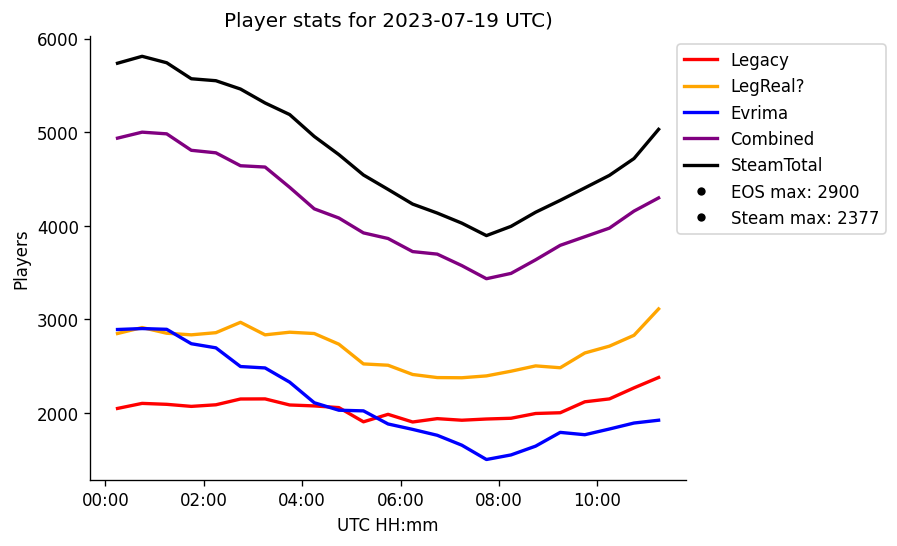 Player stats for 2023-07-19 UTC)
6000
5000
4000
3000
2000
Players
00:00
02:00
04:00
06:00
08:00
10:00
UTC HH:mm
Legacy
LegReal?
Evrima
Combined
SteamTotal
EOS max: 2900
Steam max: 2377